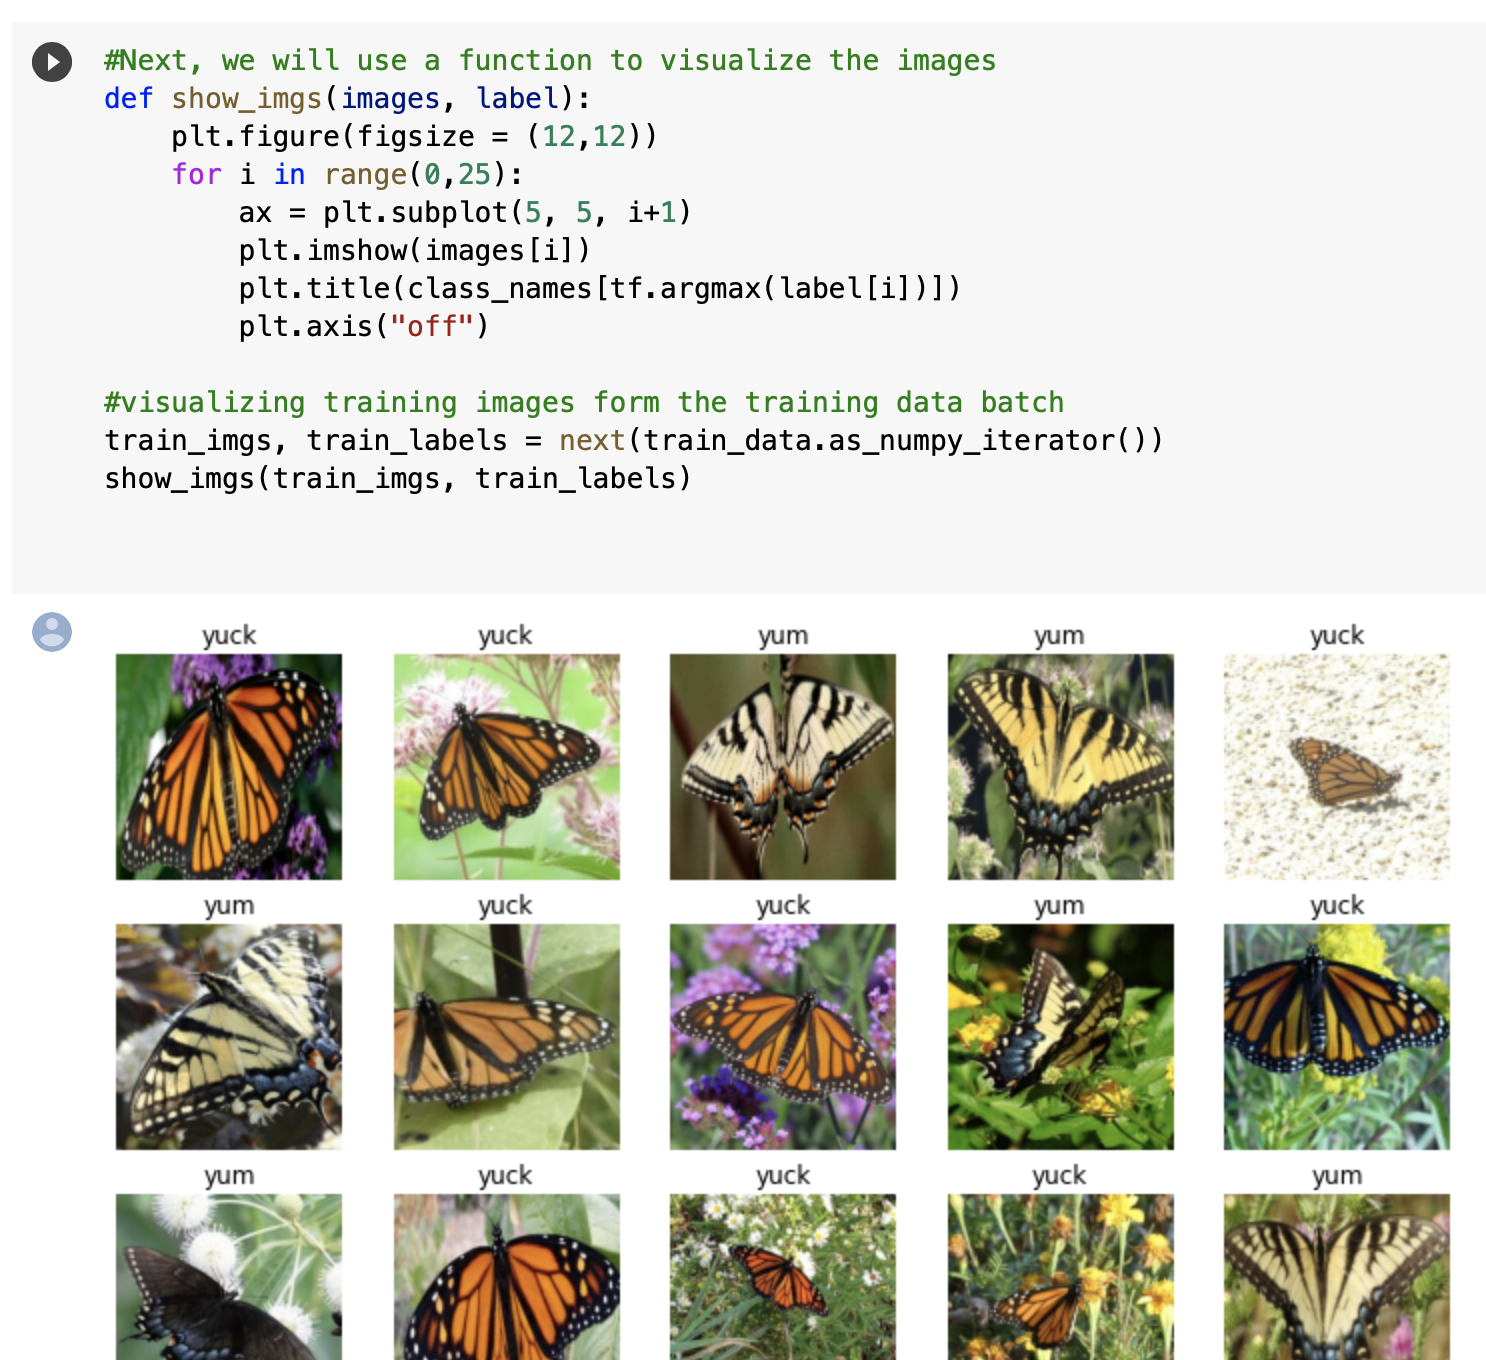 #Next, we will use a function to visualize the images
def show_imgs(images, label):
    plt.figure(figsize = (12,12))
    for i in range(0,25):
        ax = plt.subplot(5, 5, i+1)
        plt.imshow(images[i])
        plt.title(class_names[tf.argmax(label[i])])
        plt.axis("off")
#visualizing training images form the training data batch
train_imgs, train_labels = next(train_data.as_numpy_iterator())
show_imgs(train_imgs, train_labels)
yuck yuck yum yum yuck
yum yuck yuck yum yuck
yum yuck yuck yuck yum